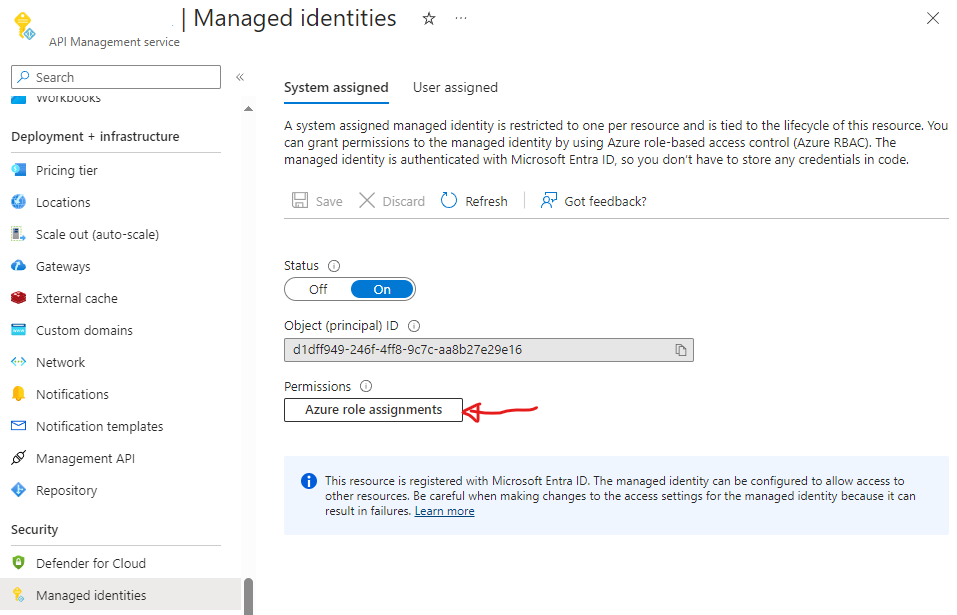 | Managed identities
API Management service
Search
Workbooks
Deployment + infrastructure
Pricing tier
Locations
Scale out (auto-scale)
Gateways
External cache
Custom domains
Network
Notifications
Notification templates
Management API
Repository
Security
Defender for Cloud
Managed identities
System assigned User assigned
A system assigned managed identity is restricted to one per resource and is tied to the lifecycle of this resource. You
can grant permissions to the managed identity by using Azure role-based access control (Azure RBAC). The
managed identity is authenticated with Microsoft Entra ID, so you don't have to store any credentials in code.
Save Discard Refresh Got feedback?
Status
Off On
Object (principal) ID
d1dff949-246f-4ff8-9c7c-aa8b27e29e16
Permissions
Azure role assignments
This resource is registered with Microsoft Entra ID. The managed identity can be configured to allow access to
other resources. Be careful when making changes to the access settings for the managed identity because it can
result in failures. Learn more